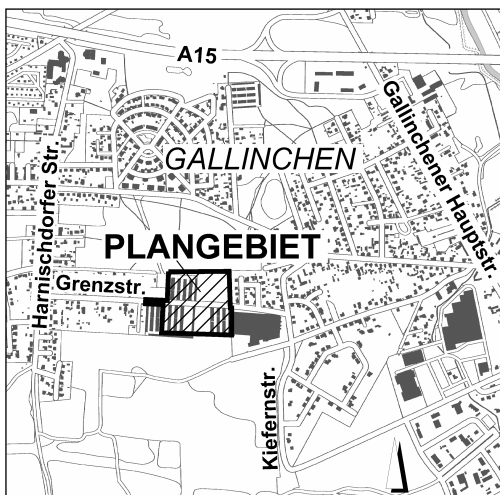 A15
Gallinchener Hauptstr.
GALLINCHEN
Harnischdorfer Str.
PLANGEBIET
Grenzstr.
Kiefernstr.